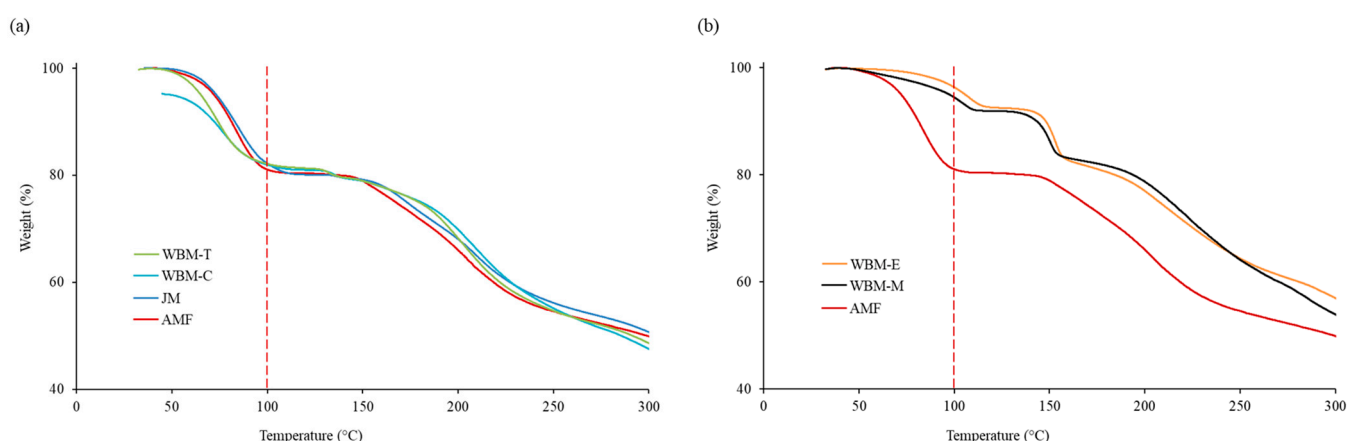 (a)
100
80
60
40
Weight (%)
WBM-T
WBM-C
JM
AMF
0 50 100 150 200 250 300
Temperature (°C)
(b)
100
80
60
40
Weight (%)
WBM-E
WBM-M
AMF
0 50 100 150 200 250 300
Temperature (°C)